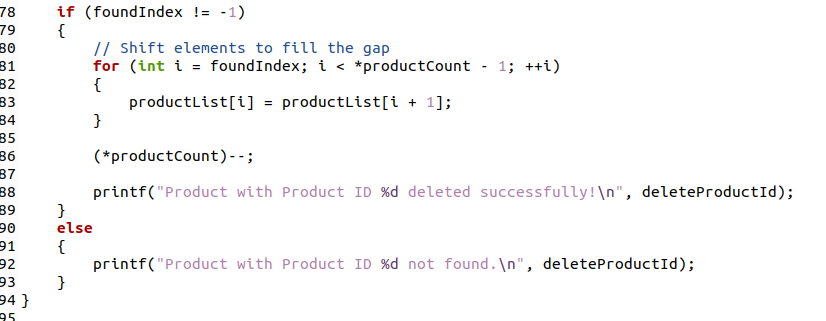 78    if (foundIndex != -1)
79    {
80        // Shift elements to fill the gap
81        for (int i = foundIndex; i < *productCount - 1; ++i)
82        {
83            productList[i] = productList[i + 1];
84        }
85
86        (*productCount)--;
87
88        printf("Product with Product ID %d deleted successfully!\n", deleteProductId);
89    }
90    else
91    {
92        printf("Product with Product ID %d not found.\n", deleteProductId);
93    }
94 }
95